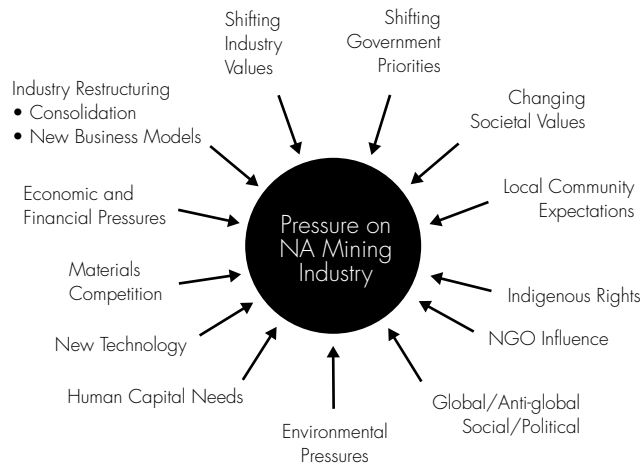 Shifting
Industry
Values
Shifting
Government
Priorities
Industry Restructuring
• Consolidation
• New Business Models
Changing
Societal Values
Economic and
Financial Pressures
Local Community
Expectations
Pressure on
NA Mining
Industry
Materials
Competition
Indigenous Rights
New Technology
NGO Influence
Human Capital Needs
Global/Anti-global
Social/Political
Environmental
Pressures